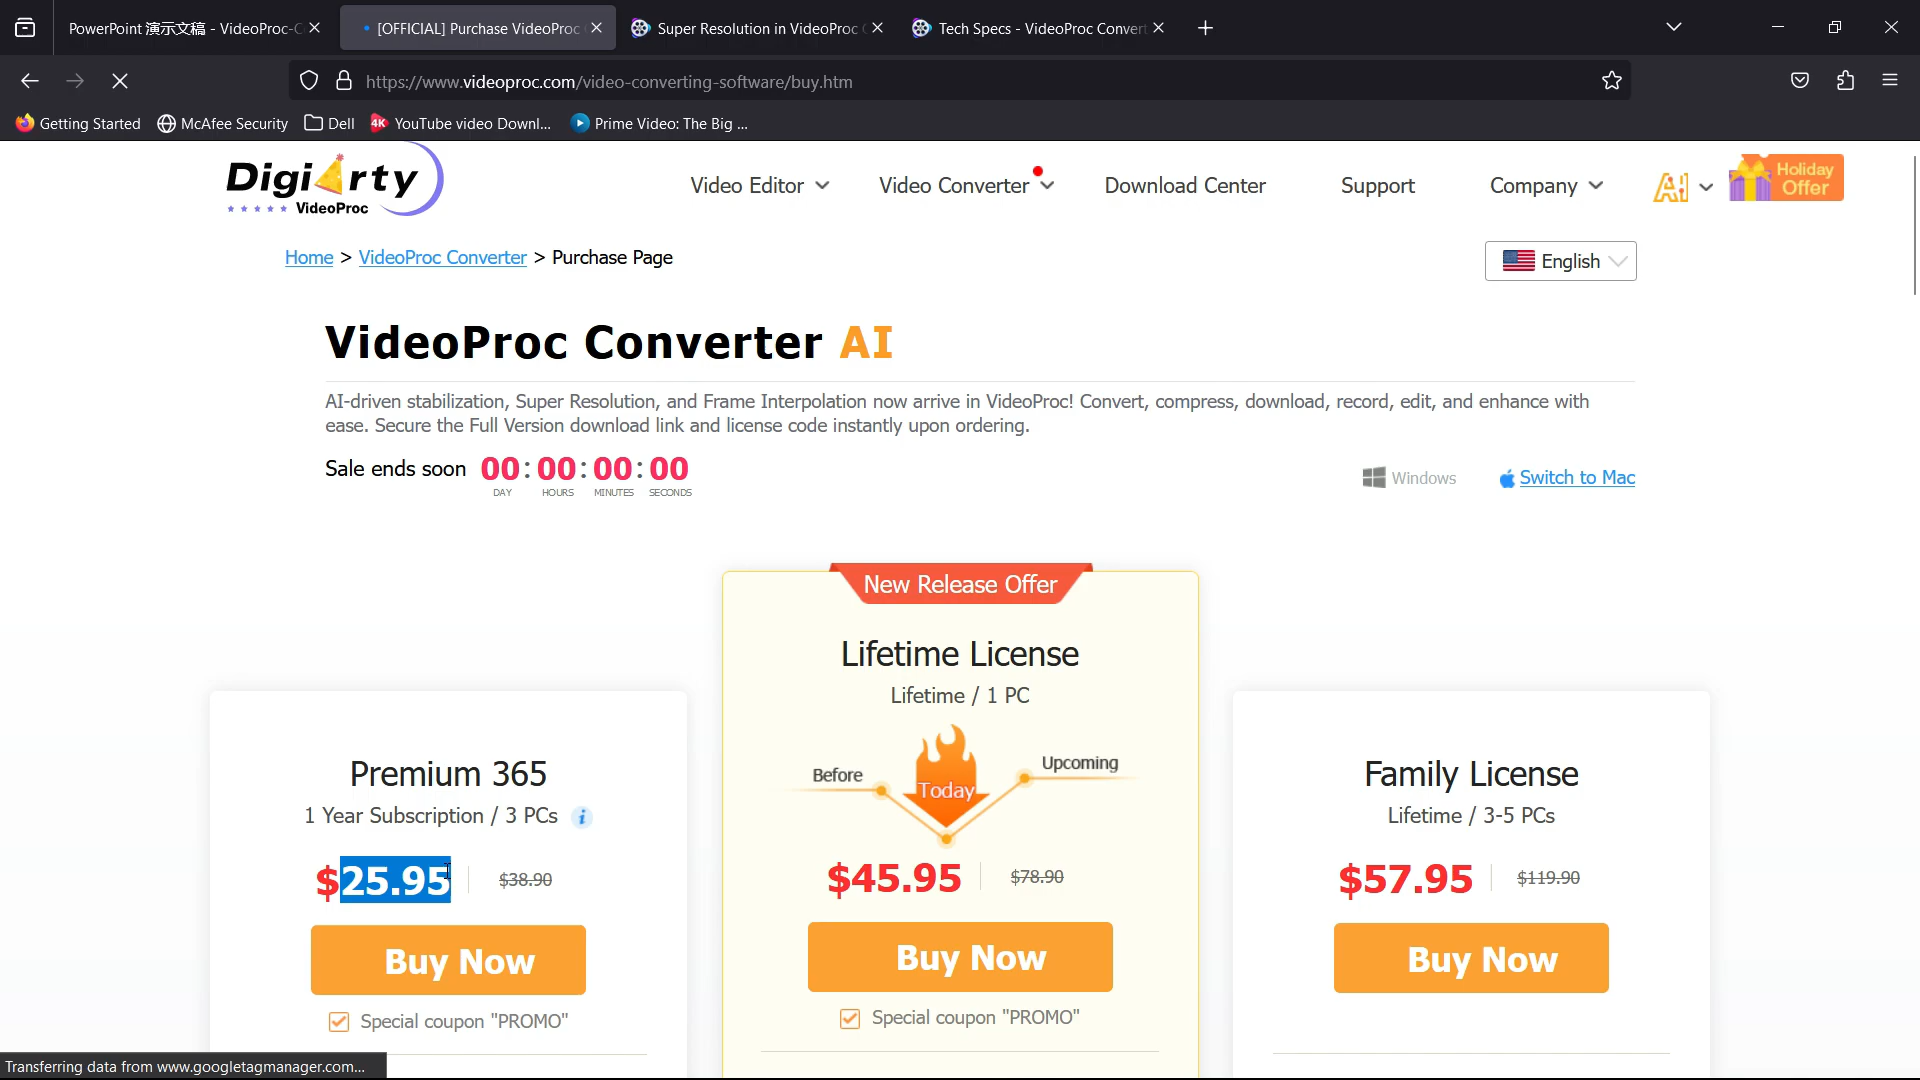 PowerPoint 演示文稿 - VideoProc-C
[OFFICIAL] Purchase VideoProc
Super Resolution in VideoProc
Tech Specs - VideoProc Convert
https://www.videoproc.com/video-converting-software/buy.htm
Getting Started
McAfee Security
Dell
4K
YouTube video Downl...
Prime Video: The Big ...
Digiarty
VideoProc
Video Editor
Video Converter
Download Center
Support
Company
AI
Holiday
Offer
Home > VideoProc Converter > Purchase Page
English
VideoProc Converter AI
AI-driven stabilization, Super Resolution, and Frame Interpolation now arrive in VideoProc! Convert, compress, download, record, edit, and enhance with
ease. Secure the Full Version download link and license code instantly upon ordering.
Sale ends soon 00:00:00:00
DAY HOURS MINUTES SECONDS
Windows
Switch to Mac
New Release Offer
Lifetime License
Lifetime / 1 PC
Before
Today
Upcoming
$45.95 $78.90
Buy Now
Special coupon "PROMO"
Premium 365
1 Year Subscription / 3 PCs
$25.95 $38.90
Buy Now
Special coupon "PROMO"
Family License
Lifetime / 3-5 PCs
$57.95 $119.90
Buy Now
Transferring data from www.googletagmanager.com...